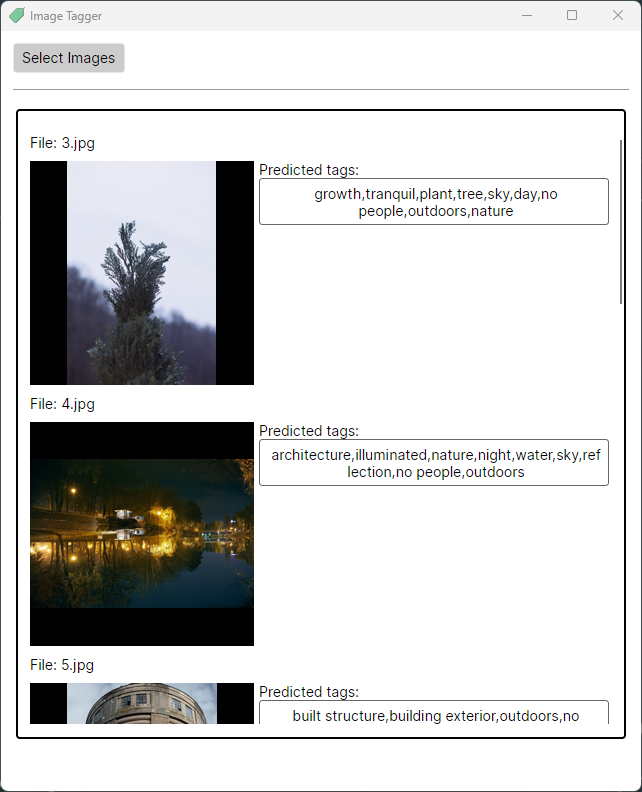 Image Tagger
Select Images
File: 3.jpg
Predicted tags:
growth,tranquil,plant,tree,sky,day,no
people,outdoors,nature
File: 4.jpg
Predicted tags:
architecture,illuminated,nature,night,water,sky,ref
lection,no people,outdoors
File: 5.jpg
Predicted tags:
built structure,building exterior,outdoors,no